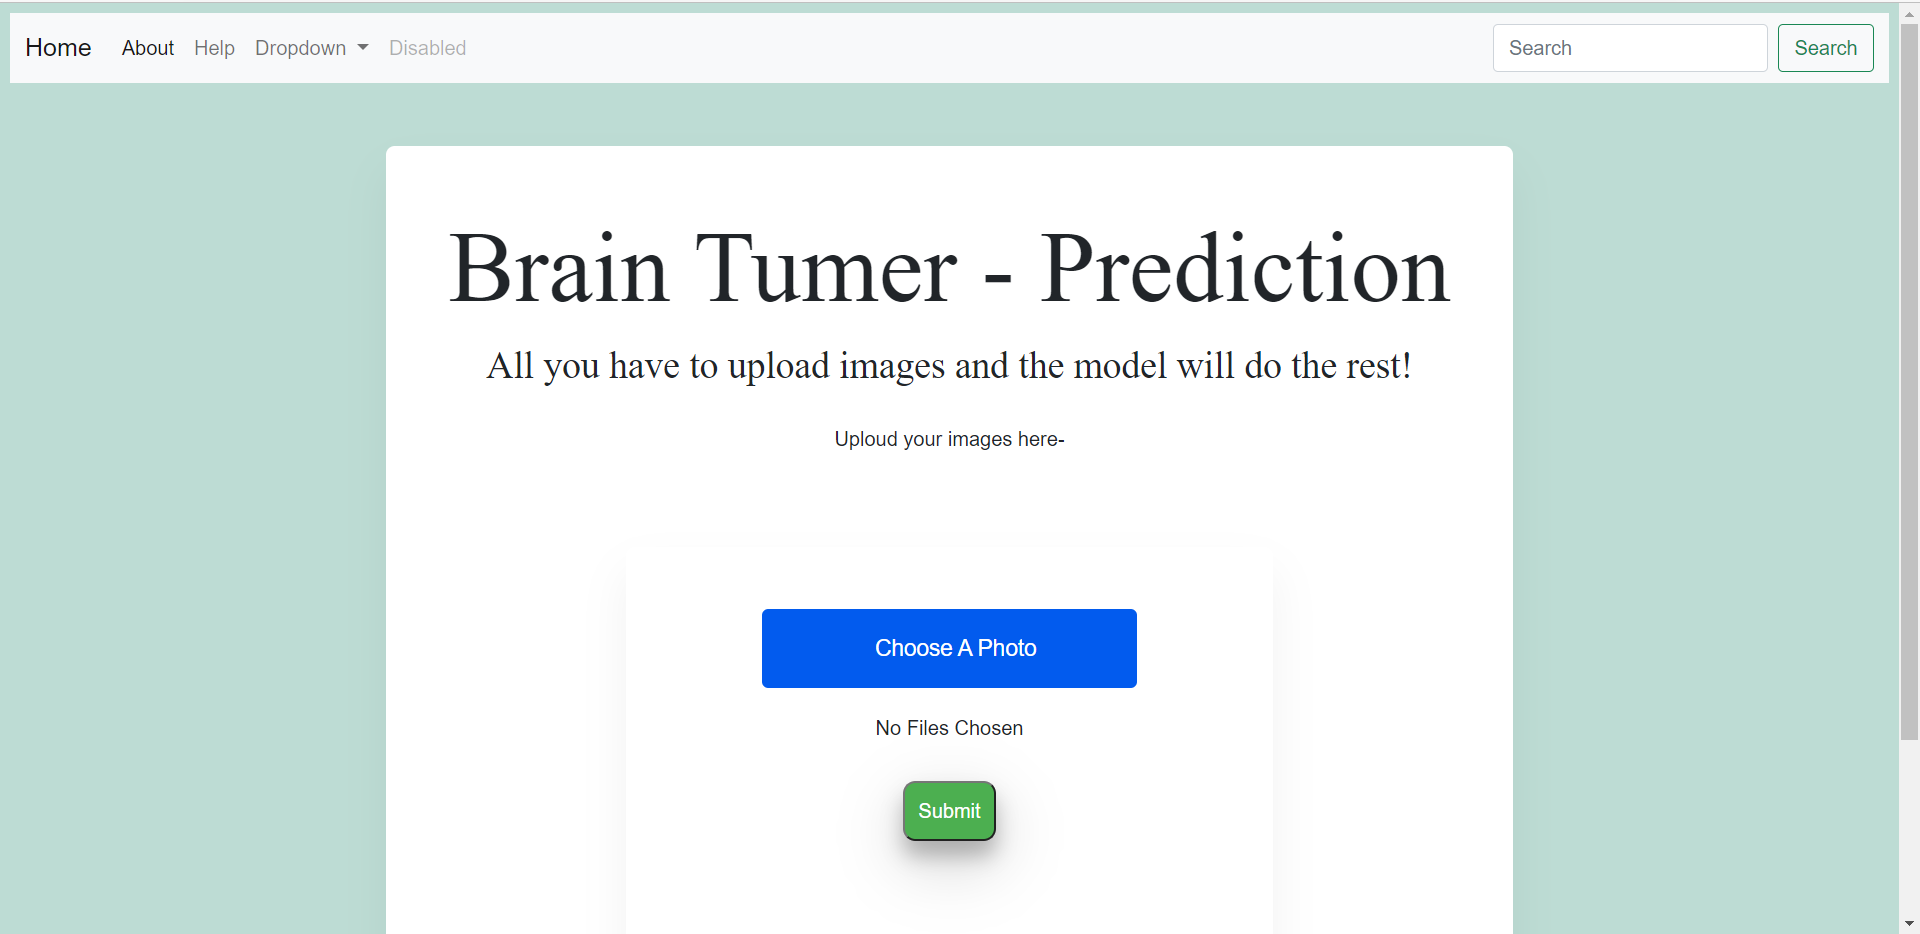 Home About Help Dropdown Disabled Search Search
Brain Tumer - Prediction
All you have to upload images and the model will do the rest!
Uploud your images here-
Choose A Photo
No Files Chosen
Submit